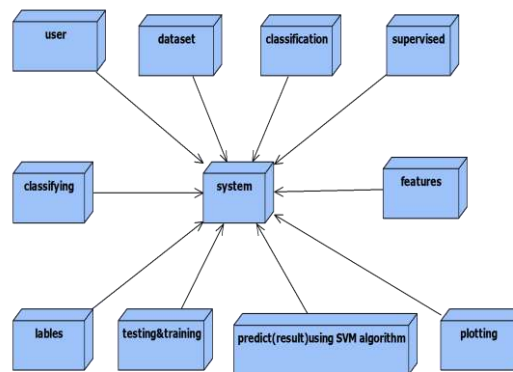 user
dataset
classification
supervised
classifying
system
features
lables
testing&training
predict(result)using SVM algorithm
plotting